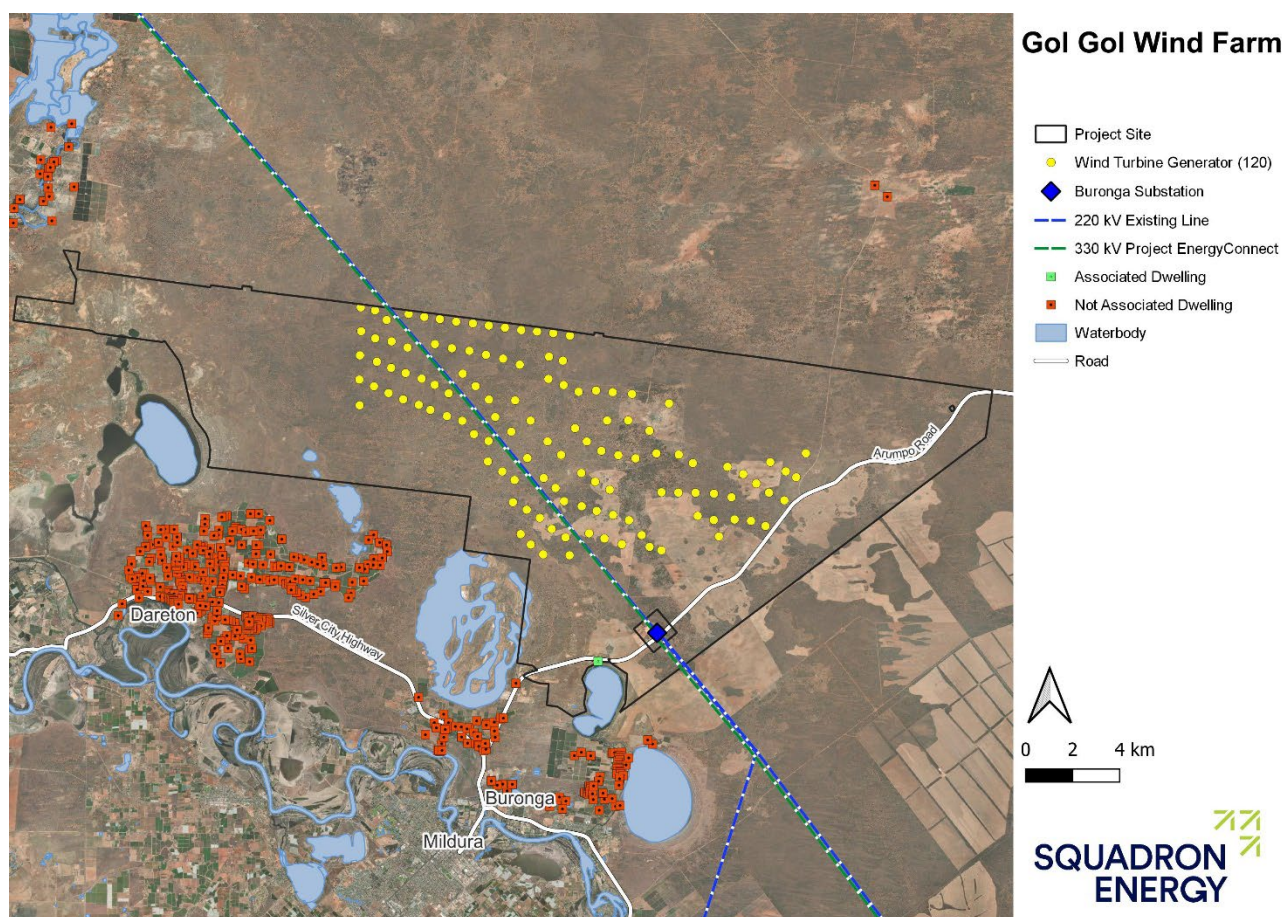 Gol Gol Wind Farm
Project Site
Wind Turbine Generator (120)
Buronga Substation
220 kV Existing Line
330 kV Project EnergyConnect
Associated Dwelling
Not Associated Dwelling
Waterbody
Road
Arumpo Road
Dareton
Silver City Highway
Buronga
Mildura
0 2 4 km
SQUADRON
ENERGY